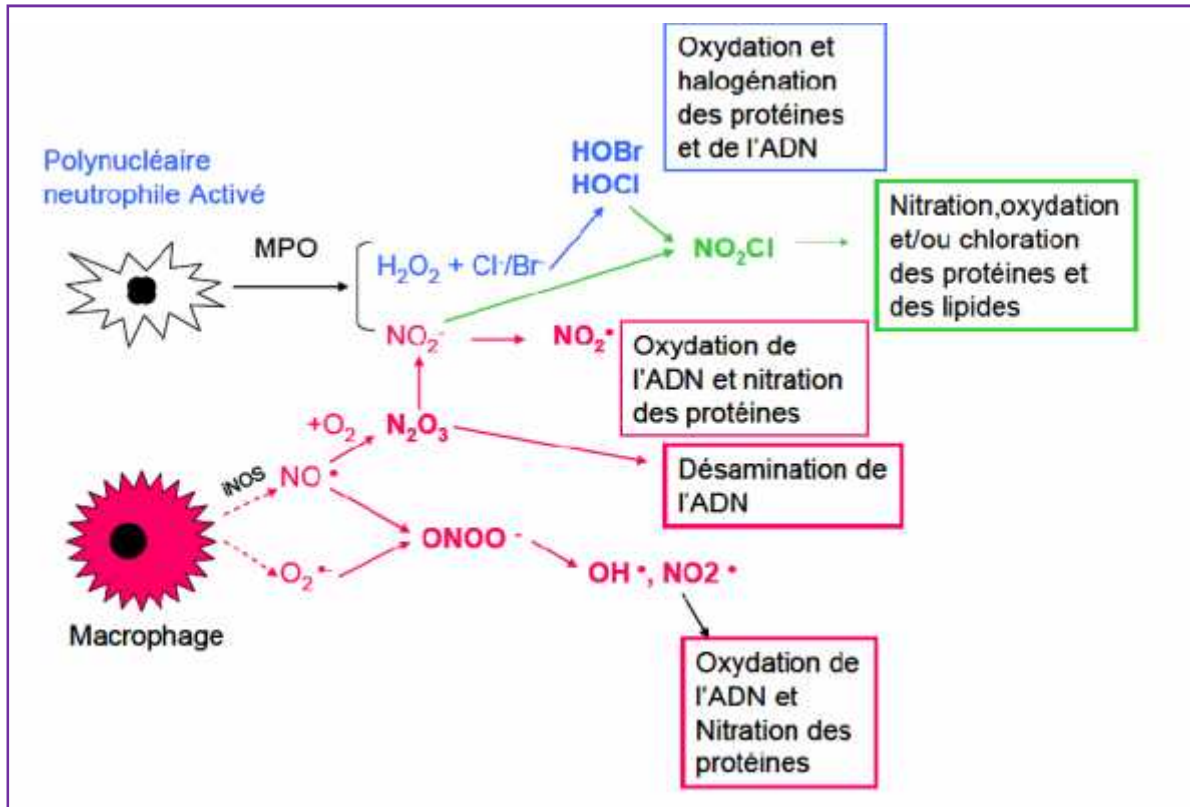 Oxydation et
halogénation
des protéines
et de l'ADN
Polynucléaire
neutrophile Activé
HOBr
HOCl
MPO
H₂O₂ + Cl⁻/Br⁻
NO₂Cl
Nitration,oxydation
et/ou chloration
des protéines et
des lipides
NO₂⁻
NO₂•
Oxydation de
l'ADN et nitration
des protéines
+O₂
N₂O₃
iNOS
NO•
Désamination de
l'ADN
ONOO⁻
O₂•⁻
OH•, NO2•
Macrophage
Oxydation de
l'ADN et
Nitration des
protéines